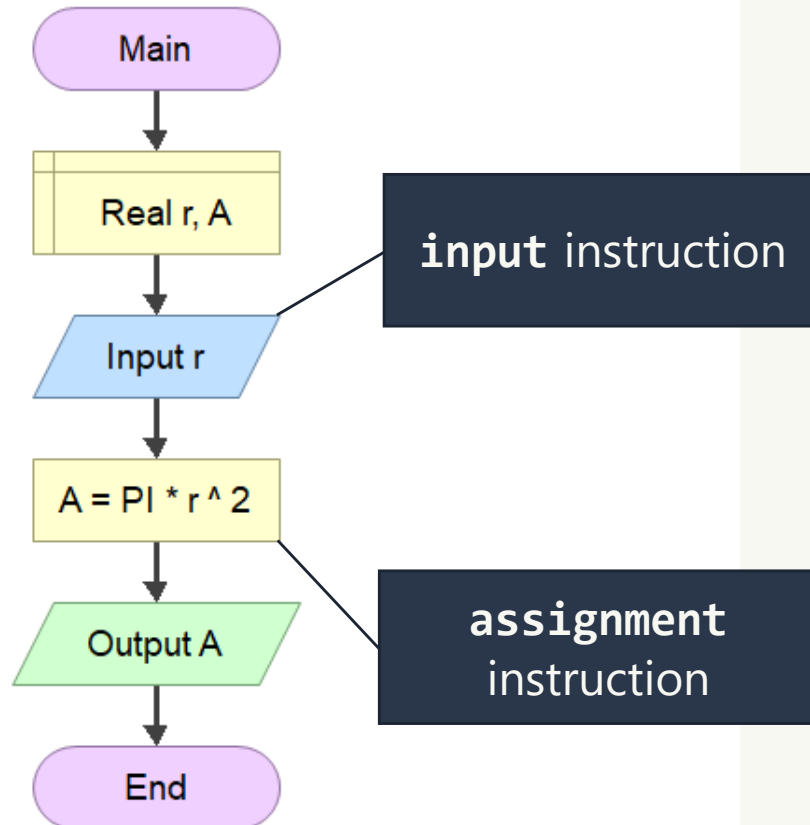 Main
Real r, A
input instruction
Input r
A = PI * r ^ 2
assignment
instruction
Output A
End